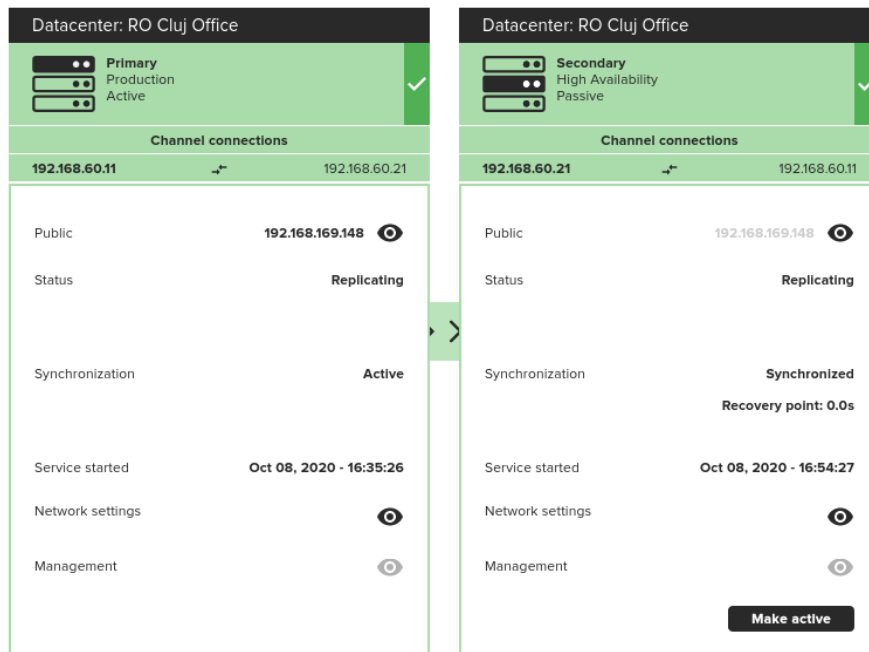 Datacenter: RO Cluj Office
Primary
Production
Active
Channel connections
192.168.60.11 192.168.60.21
Public 192.168.169.148
Status Replicating
Synchronization Active
Service started Oct 08, 2020 - 16:35:26
Network settings
Management
Datacenter: RO Cluj Office
Secondary
High Availability
Passive
Channel connections
192.168.60.21 192.168.60.11
Public 192.168.169.148
Status Replicating
Synchronization Synchronized
Recovery point: 0.0s
Service started Oct 08, 2020 - 16:54:27
Network settings
Management
Make active